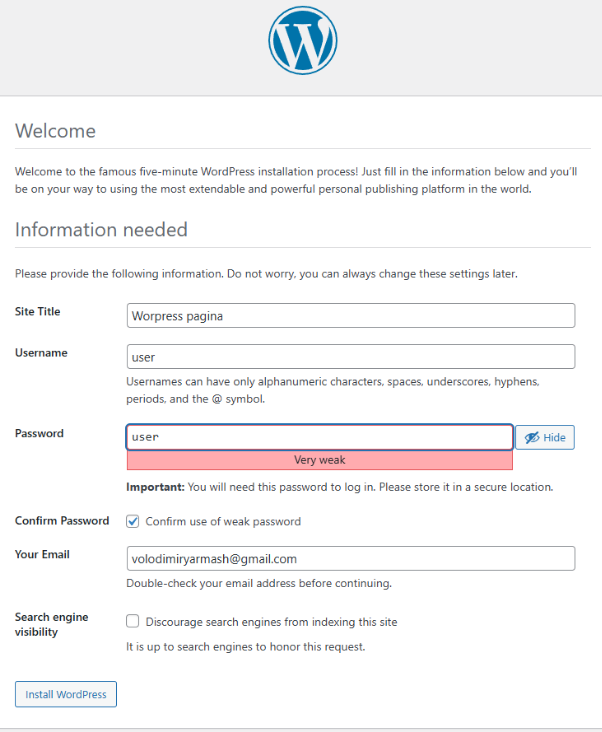 Welcome
Welcome to the famous five-minute WordPress installation process! Just fill in the information below and you'll
be on your way to using the most extendable and powerful personal publishing platform in the world.
Information needed
Please provide the following information. Do not worry, you can always change these settings later.
Site Title
Worpress pagina
Username
user
Usernames can have only alphanumeric characters, spaces, underscores, hyphens,
periods, and the @ symbol.
Password
user
Hide
Very weak
Important: You will need this password to log in. Please store it in a secure location.
Confirm Password
Confirm use of weak password
Your Email
volodimiryarmash@gmail.com
Double-check your email address before continuing.
Search engine
visibility
Discourage search engines from indexing this site
It is up to search engines to honor this request.
Install WordPress